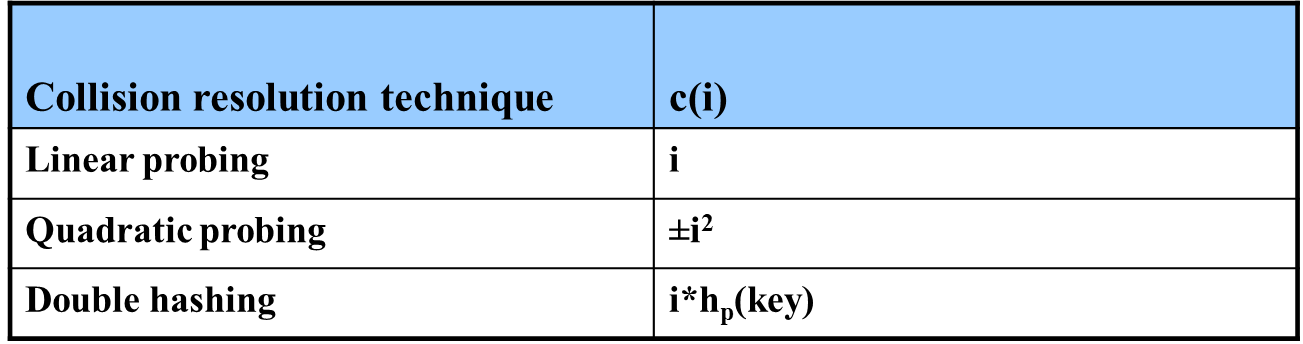 Collision resolution technique c(i)
Linear probing i
Quadratic probing ±i²
Double hashing i*hₚ(key)